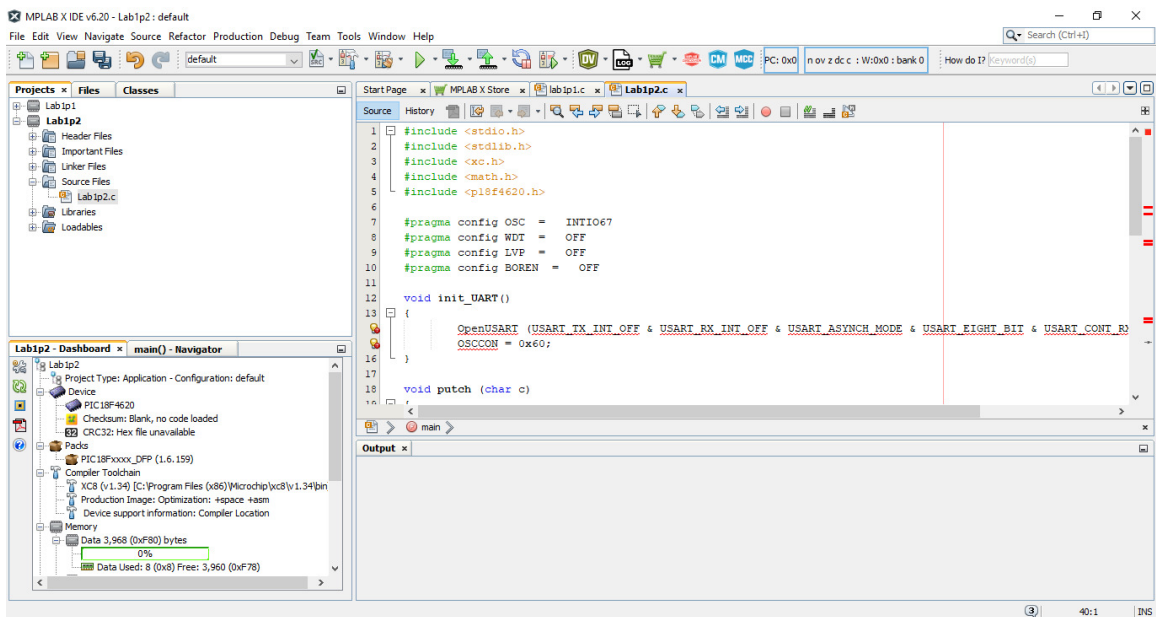 MPLAB X IDE v6.20 - Lab1p2 : default
File Edit View Navigate Source Refactor Production Debug Team Tools Window Help
Search (Ctrl+I)
default
DV
LOG
CM
MCC
PC: 0x0
n ov z dc c : W:0x0 : bank 0
How do I? Keyword(s)
Projects × Files Classes
Lab1p1
Lab1p2
Header Files
Important Files
Linker Files
Source Files
Lab1p2.c
Libraries
Loadables
Start Page × MPLAB X Store × lab1p1.c × Lab1p2.c ×
Source History
1 #include <stdio.h>
2 #include <stdlib.h>
3 #include <xc.h>
4 #include <math.h>
5 #include <p18f4620.h>
6
7 #pragma config OSC = INTIO67
8 #pragma config WDT = OFF
9 #pragma config LVP = OFF
10 #pragma config BOREN = OFF
11
12 void init_UART()
13 {
OpenUSART (USART_TX_INT_OFF & USART_RX_INT_OFF & USART_ASYNCH_MODE & USART_EIGHT_BIT & USART_CONT_RX
OSCCON = 0x60;
16 }
17
18 void putch (char c)
19 {
main
Lab1p2 - Dashboard × main() - Navigator
Lab1p2
Project Type: Application - Configuration: default
Device
PIC18F4620
Checksum: Blank, no code loaded
CRC32: Hex file unavailable
Packs
PIC18Fxxxx_DFP (1.6.159)
Compiler Toolchain
XC8 (v1.34) [C:\Program Files (x86)\Microchip\xc8\v1.34\bin
Production Image: Optimization: +space +asm
Device support information: Compiler Location
Memory
Data 3,968 (0xF80) bytes
0%
Data Used: 8 (0x8) Free: 3,960 (0xF78)
Output ×
3
40:1
INS